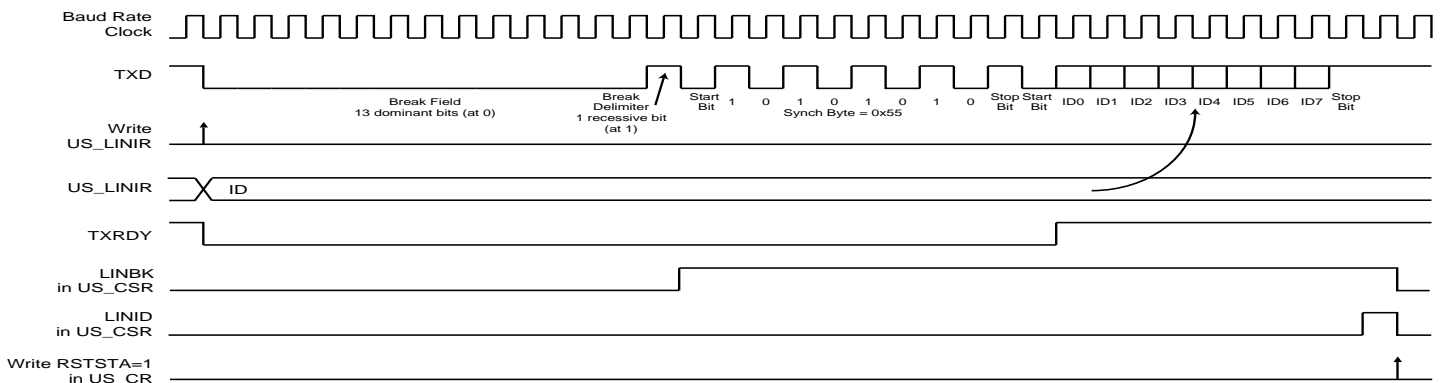 Baud Rate
Clock
TXD
Break Field
13 dominant bits (at 0)
Break
Delimiter
1 recessive bit
(at 1)
Start
Bit
1 0 1 0 1 0 1 0
Synch Byte = 0x55
Stop
Bit
Start
Bit
ID0 ID1 ID2 ID3 ID4 ID5 ID6 ID7
Stop
Bit
Write
US_LINIR
US_LINIR
ID
TXRDY
LINBK
in US_CSR
LINID
in US_CSR
Write RSTSTA=1
in US_CR